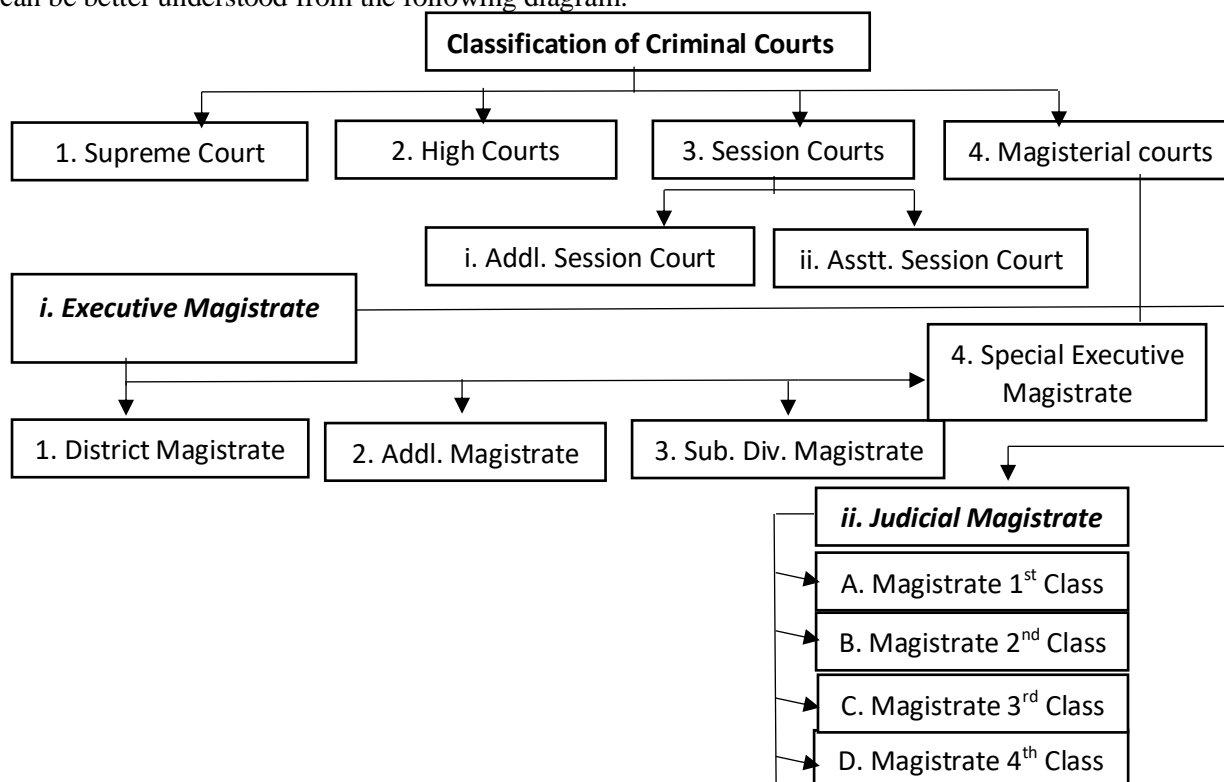 can be better understood from the following diagram.
Classification of Criminal Courts
1. Supreme Court
2. High Courts
3. Session Courts
4. Magisterial courts
i. Addl. Session Court
ii. Asstt. Session Court
i. Executive Magistrate
4. Special Executive
Magistrate
1. District Magistrate
2. Addl. Magistrate
3. Sub. Div. Magistrate
ii. Judicial Magistrate
A. Magistrate 1st Class
B. Magistrate 2nd Class
C. Magistrate 3rd Class
D. Magistrate 4th Class